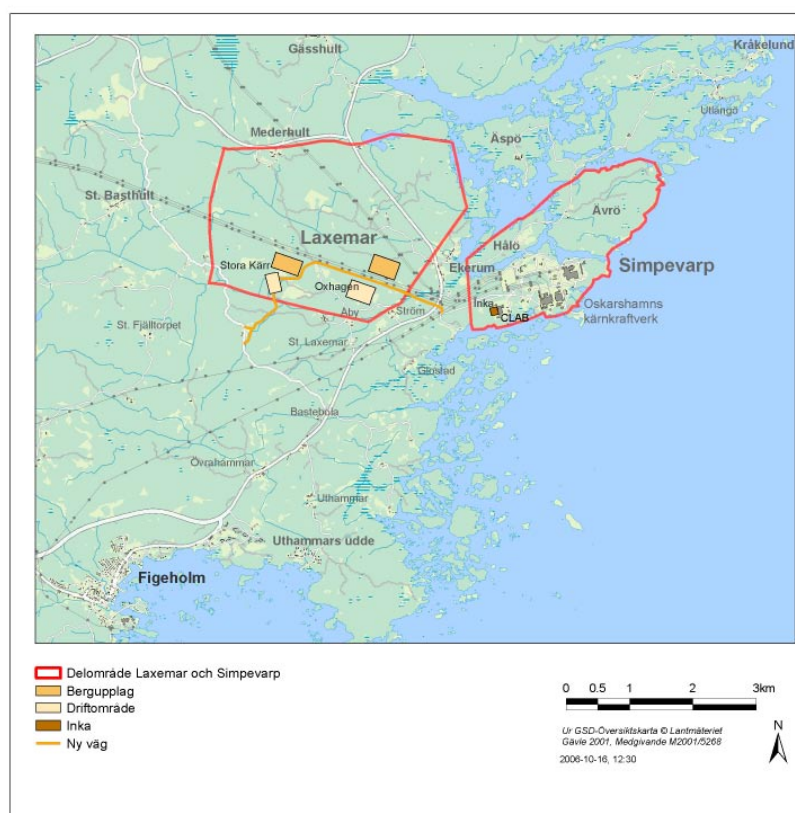 Kråkelund
Gässhult
Utlångö
Mederhult
Äspö
St. Basthult
Ävrö
Laxemar
Hålö
Stora Kärr
Ekerum
Simpevarp
Oxhagen
Inka
CLAB
Oskarshamns
kärnkraftverk
Ström
Åby
St. Fjälltorpet
St. Laxemar
Glostad
Bastebola
Övrahammar
Uthammar
Uthammars udde
Figeholm
Delområde Laxemar och Simpevarp
Bergupplag
Driftområde
Inka
Ny väg
0 0.5 1 2 3km
Ur GSD-Översiktskarta © Lantmäteriet
Gävle 2001, Medgivande M2001/5268
2006-10-16, 12:30
N